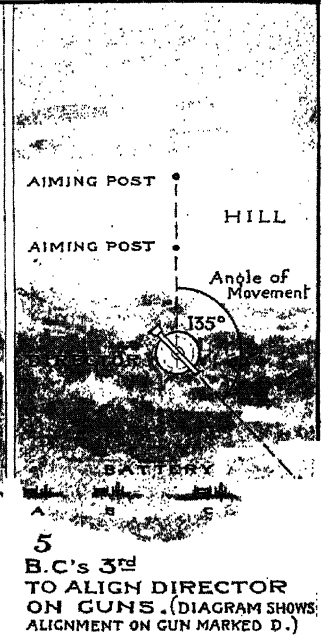 AIMING POST
HILL
AIMING POST
Angle of
Movement
135°
DIRECTOR
BATTERY
A B C
5
B.C's 3rd
TO ALIGN DIRECTOR
ON GUNS. (DIAGRAM SHOWS
ALIGNMENT ON GUN MARKED D.)